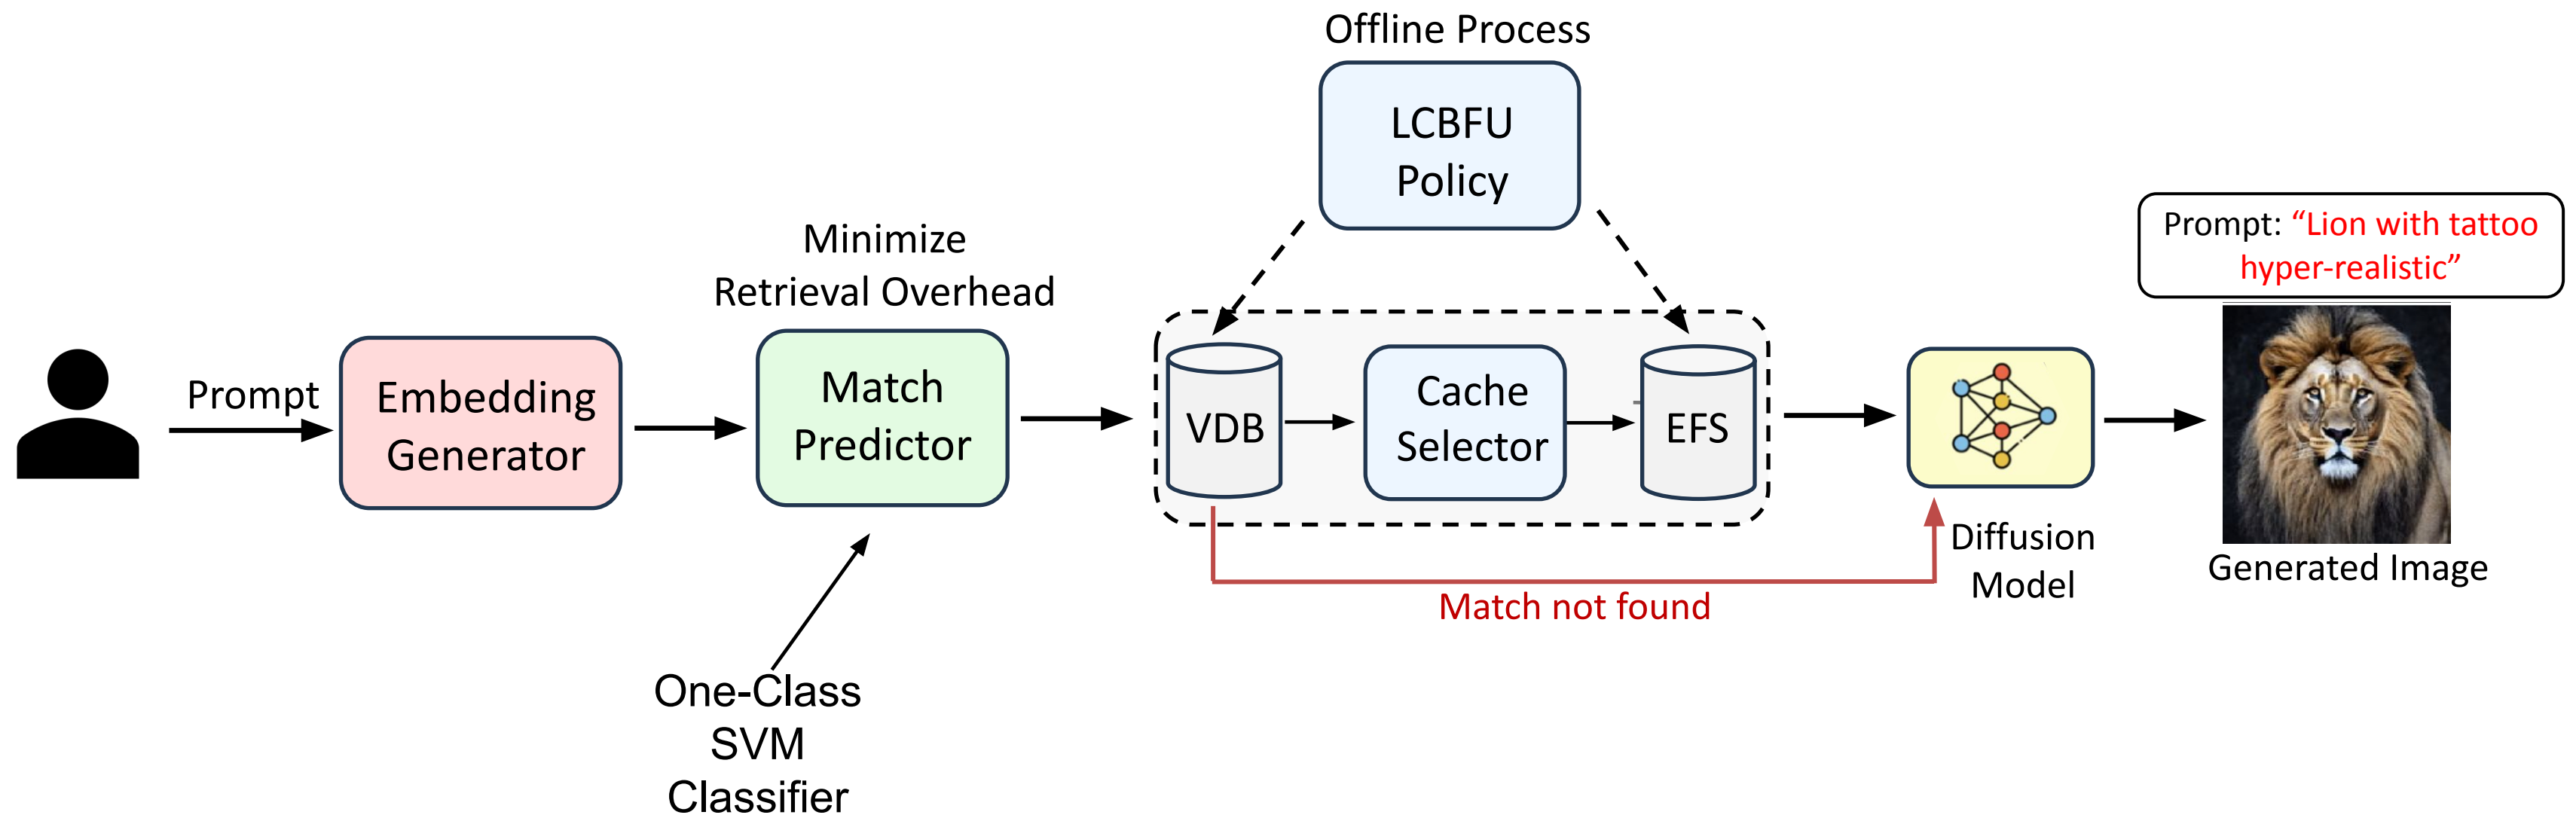 Offline Process
LCBFU
Policy
Minimize
Retrieval Overhead
Prompt
Embedding
Generator
Match
Predictor
VDB
Cache
Selector
EFS
Prompt: “Lion with tattoo
hyper-realistic”
Diffusion
Model
Generated Image
Match not found
One-Class
SVM
Classifier